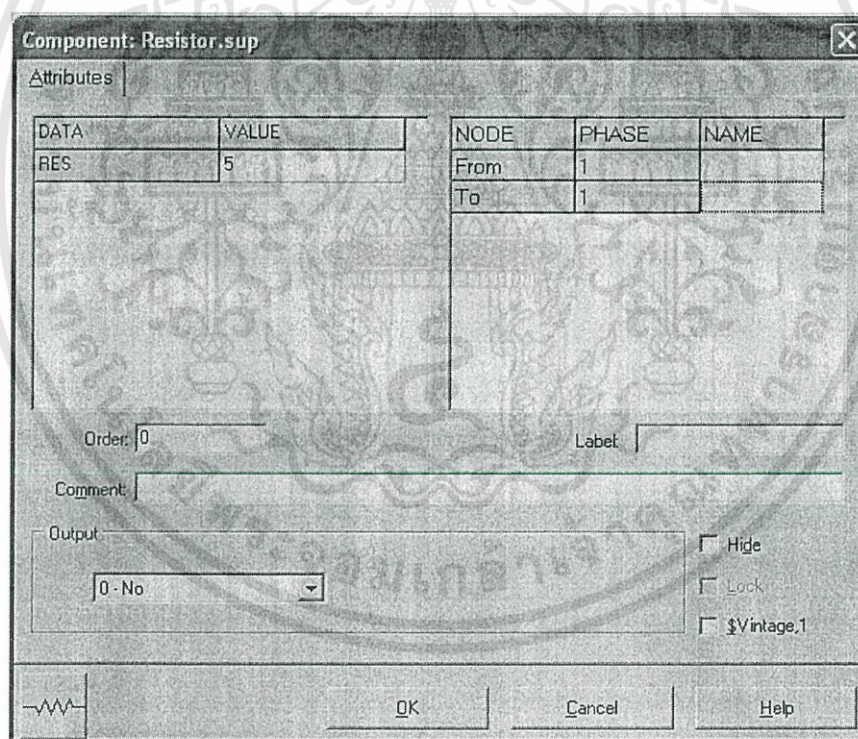 Component: Resistor.sup
Attributes
DATA VALUE
RES 5
NODE PHASE NAME
From 1
To 1
Order: 0
Label:
Comment:
Output
0 - No
Hide
Lock
$Vintage,1
OK Cancel Help